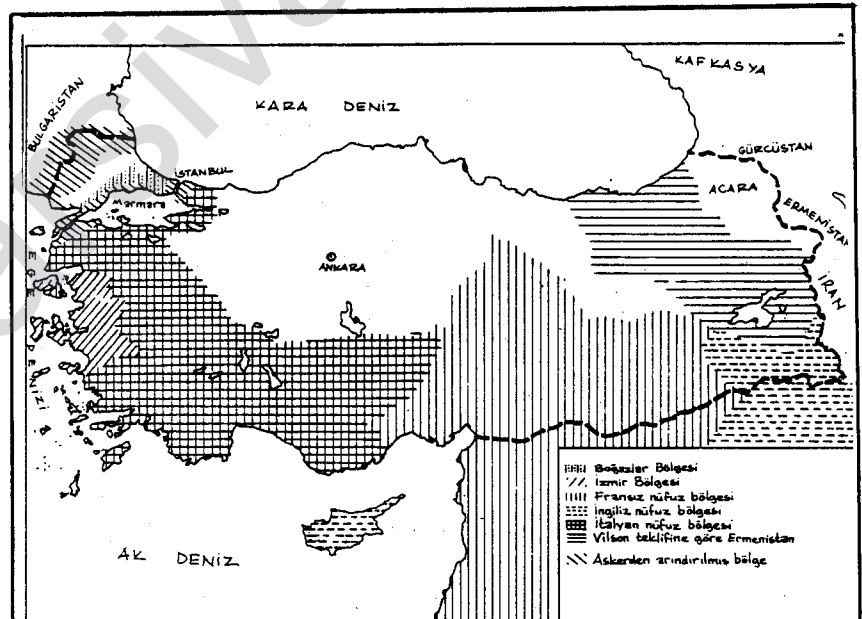 KAFKASYA
BULGARİSTAN
KARA DENİZ
GÜRCÜSTAN
İSTANBUL
ACARA
Marmara
ERMENİSTAN
ANKARA
İRAN
EGE DENİZİ
Boğazlar Bölgesi
İzmir Bölgesi
Fransız nüfuz bölgesi
İngiliz nüfuz bölgesi
İtalyan nüfuz bölgesi
Vilson teklifine göre Ermenistan
Askerden arındırılmış bölge
AK DENİZ